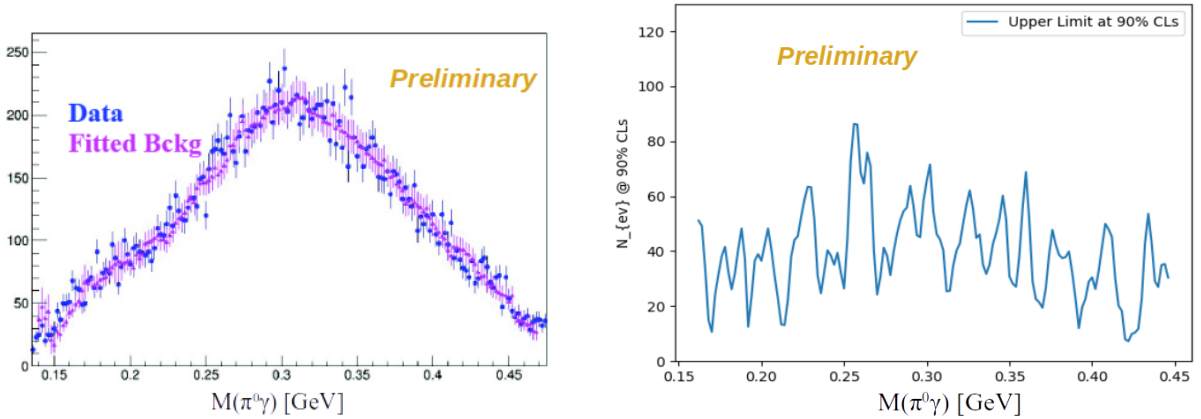 250
200
150
100
50
0
Preliminary
Data
Fitted Bckg
0.15 0.2 0.25 0.3 0.35 0.4 0.45
M(π⁰γ) [GeV]
120
100
80
60
40
20
0
N_{ev} @ 90% CLs
Upper Limit at 90% CLs
Preliminary
0.15 0.20 0.25 0.30 0.35 0.40 0.45
M(π⁰γ) [GeV]